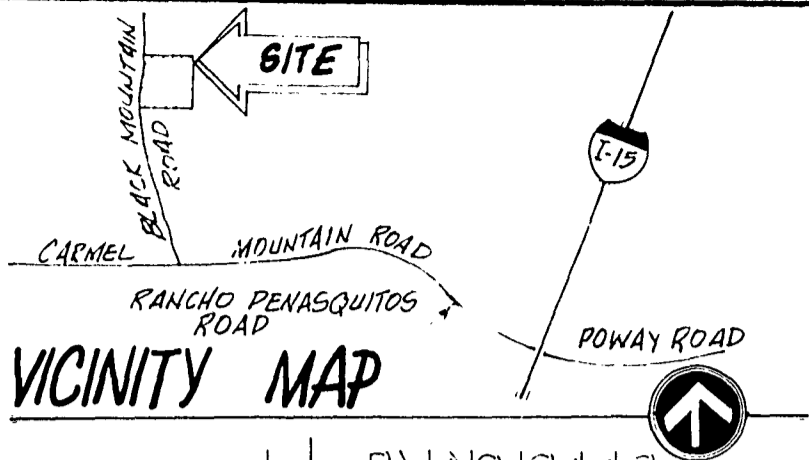 SITE
BLACK MOUNTAIN
ROAD
I-15
CARMEL MOUNTAIN ROAD
RANCHO PENASQUITOS
ROAD
POWAY ROAD
VICINITY MAP